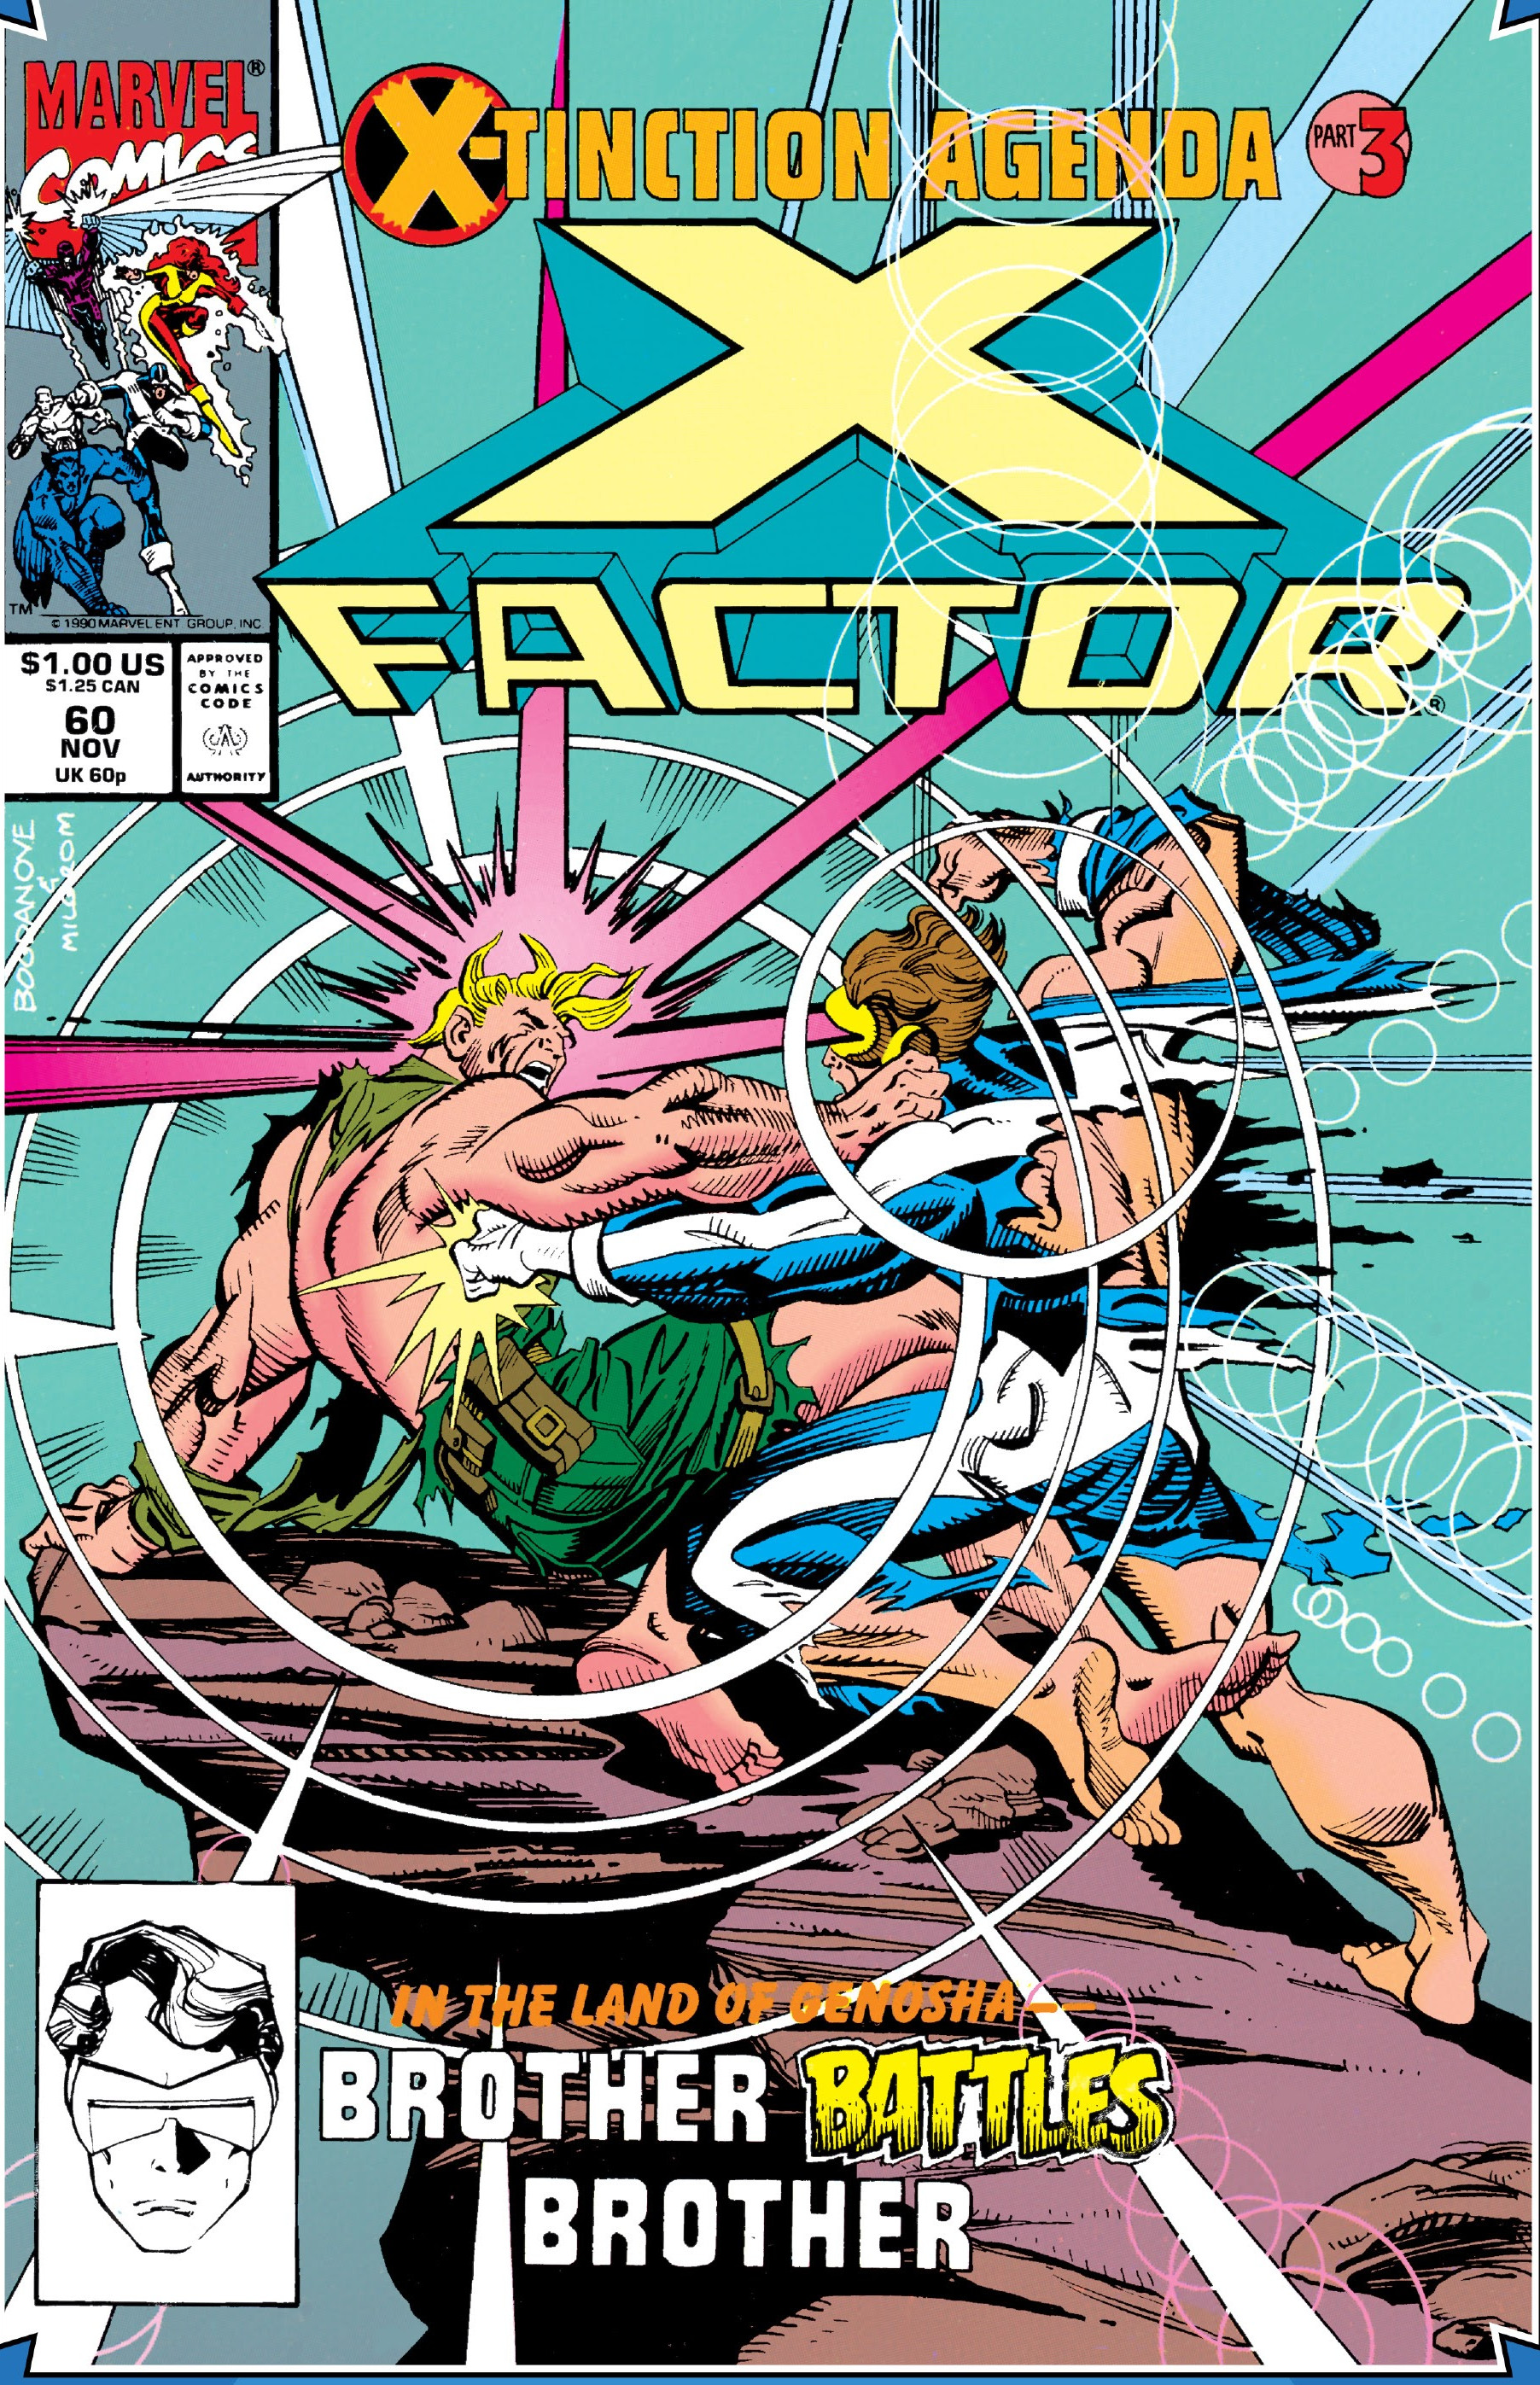 MARVEL®
COMICS
X-TINCTION AGENDA PART 3
X
FACTOR®
TM
© 1990 MARVEL ENT GROUP, INC
$1.00 US
$1.25 CAN
60
NOV
UK 60p
APPROVED
BY THE
COMICS
CODE
CA
AUTHORITY
BOGDANOVE
&
MILGROM
IN THE LAND OF GENOSHA--
BROTHER BATTLES
BROTHER